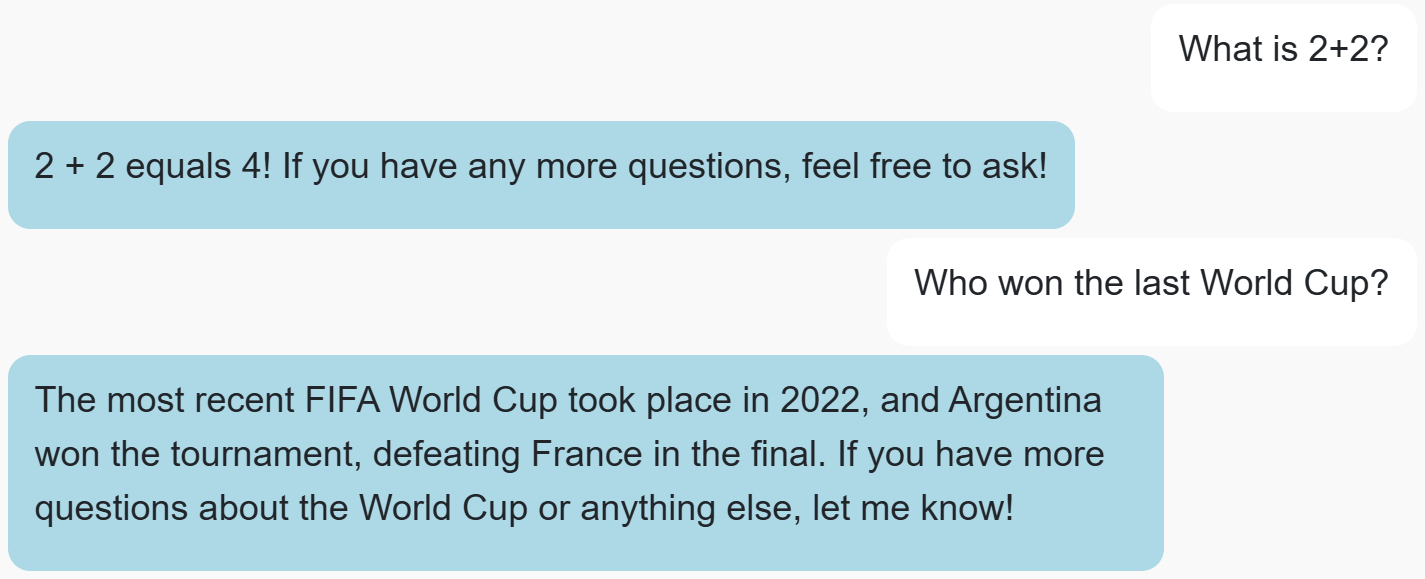 What is 2+2?
2 + 2 equals 4! If you have any more questions, feel free to ask!
Who won the last World Cup?
The most recent FIFA World Cup took place in 2022, and Argentina
won the tournament, defeating France in the final. If you have more
questions about the World Cup or anything else, let me know!